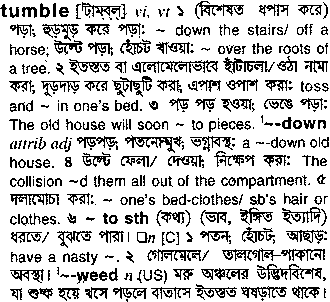 tumble [টাম্‌বল্] vi, vt ১ (বিশেষত ধপাস করে)
পড়া; হুড়মুড় করে পড়া: ~ down the stairs/ off a
horse; উল্টে পড়া; হোঁচট খাওয়া: ~ over the roots of
a tree. ২ ইতস্তত বা এলোমেলোভাবে হাঁটাচলা/ওঠা নামা
করা; দুড়দাড় করে ছুটাছুটি করা, এপাশ ওপাশ করা: toss
and ~ in one's bed. ৩ পড় পড় হওয়া; ভেঙে পড়া:
The old house will soon ~ to pieces. '~-down
attrib adj পড়পড়; পতনোন্মুখ; ভগ্নাবস্থ: a ~-down old
house. ৪ উল্টে ফেলা/ দেওয়া; নিক্ষেপ করা: The
collision ~d them all out of the compartment. ৫
দলামোচা করা: ~ one's bed-clothes/ sb's hair or
clothes. ৬ ~ to sth (কথ্য) (ভাব, ইঙ্গিত ইত্যাদি)
ধরতে/ বুঝতে পারা। □n [C] ১ পতন; হোঁচট; আছাড়:
have a nasty ~. ২ গোলমেলে/ তালগোল-পাকানো
অবস্থা। '~-weed n (US) মরু অঞ্চলের উদ্ভিদবিশেষ,
যা শুষ্ক হয়ে খসে পড়লে বাতাসে ইতস্তত ঘষড়াতে থাকে।